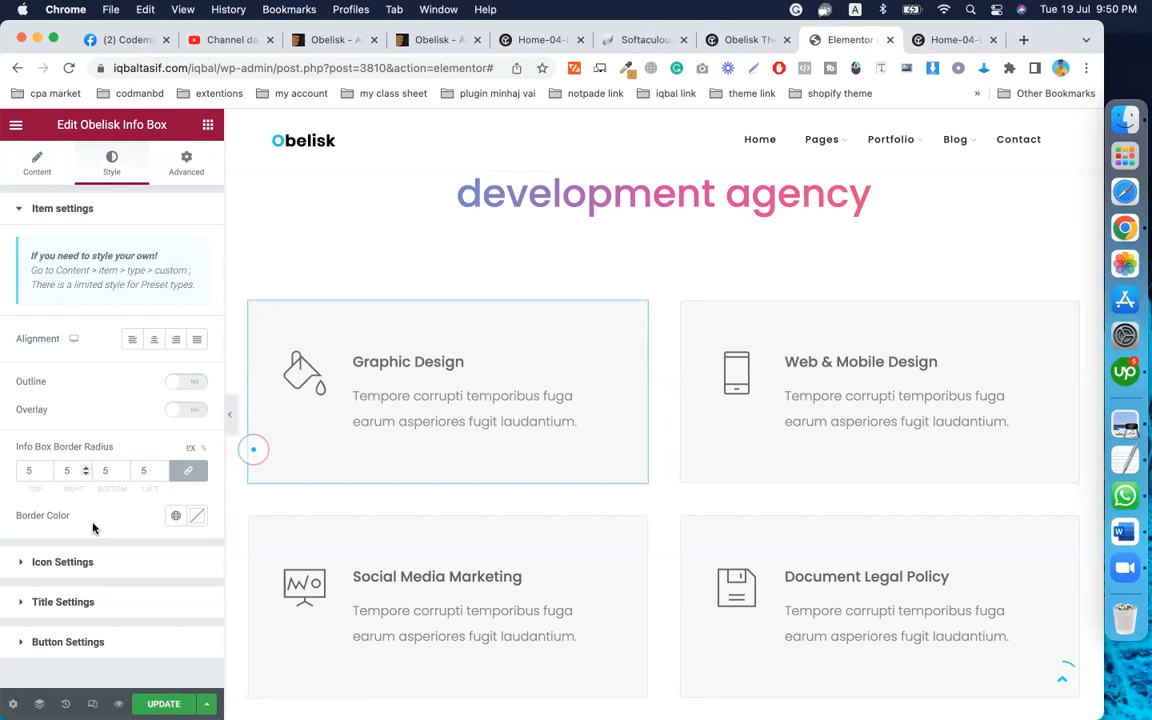 Chrome File Edit View History Bookmarks Profiles Tab Window Help
A
Tue 19 Jul 9:50 PM
(2) Codem
Channel da
Obelisk - A
Obelisk - A
Home-04-
Softaculou
Obelisk Th
Elementor
Home-04-L
iqbaltasif.com/iqbal/wp-admin/post.php?post=3810&action=elementor#
cpa market
codmanbd
extentions
my account
my class sheet
plugin minhaj vai
notpade link
iqbal link
theme link
shopify theme
»
Other Bookmarks
Edit Obelisk Info Box
Content
Style
Advanced
Item settings
If you need to style your own!
Go to Content > item > type > custom ,
There is a limited style for Preset types.
Alignment
Outline
NO
Overlay
NO
Info Box Border Radius
PX %
5 5 5 5
TOP RIGHT BOTTOM LEFT
Border Color
Icon Settings
Title Settings
Button Settings
UPDATE
Obelisk
Home
Pages
Portfolio
Blog
Contact
development agency
Graphic Design
Tempore corrupti temporibus fuga
earum asperiores fugit laudantium.
Web & Mobile Design
Tempore corrupti temporibus fuga
earum asperiores fugit laudantium.
Social Media Marketing
Tempore corrupti temporibus fuga
earum asperiores fugit laudantium.
Document Legal Policy
Tempore corrupti temporibus fuga
earum asperiores fugit laudantium.
up
5
W